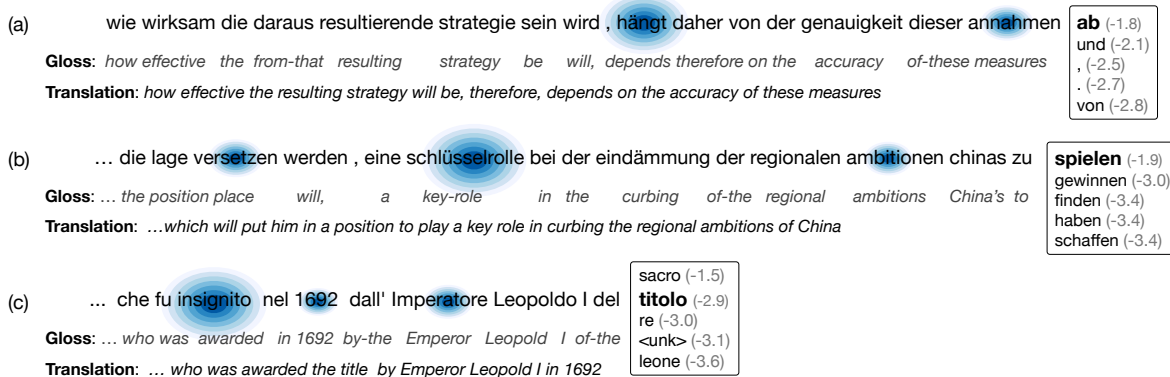 (a) wie wirksam die daraus resultierende strategie sein wird , hängt daher von der genauigkeit dieser annahmen
ab (-1.8)
und (-2.1)
, (-2.5)
. (-2.7)
von (-2.8)
Gloss: how effective the from-that resulting strategy be will, depends therefore on the accuracy of-these measures
Translation: how effective the resulting strategy will be, therefore, depends on the accuracy of these measures
(b) ... die lage versetzen werden , eine schlüsselrolle bei der eindämmung der regionalen ambitionen chinas zu
spielen (-1.9)
gewinnen (-3.0)
finden (-3.4)
haben (-3.4)
schaffen (-3.4)
Gloss: ... the position place will, a key-role in the curbing of-the regional ambitions China's to
Translation: ...which will put him in a position to play a key role in curbing the regional ambitions of China
(c) ... che fu insignito nel 1692 dall' Imperatore Leopoldo I del
sacro (-1.5)
titolo (-2.9)
re (-3.0)
<unk> (-3.1)
leone (-3.6)
Gloss: ... who was awarded in 1692 by-the Emperor Leopold I of-the
Translation: ... who was awarded the title by Emperor Leopold I in 1692